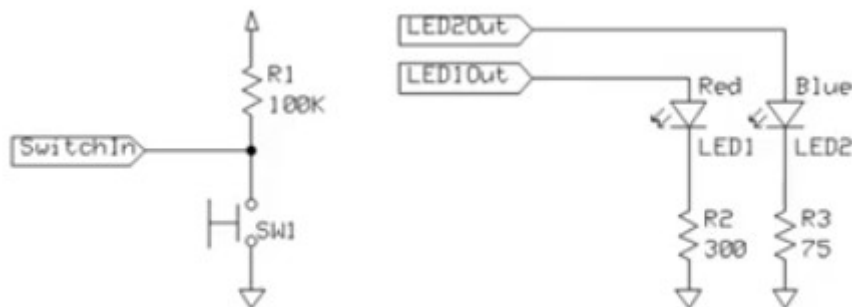 R1
100K
SwitchIn
SW1
LED2Out
LED1Out
Red
Blue
LED1
LED2
R2
300
R3
75